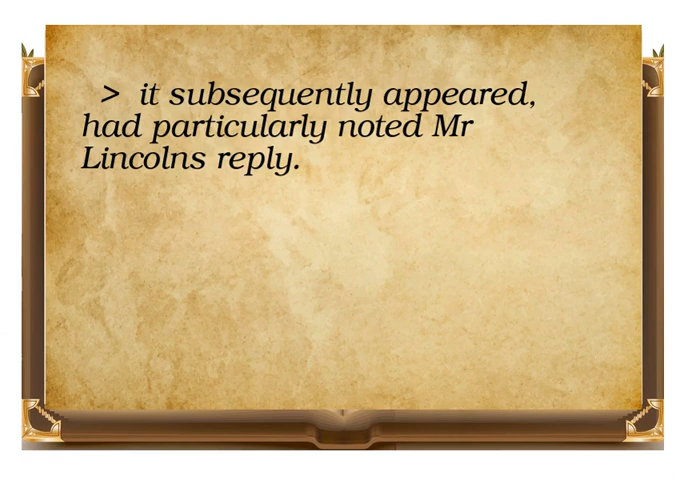 > it subsequently appeared,
had particularly noted Mr
Lincolns reply.